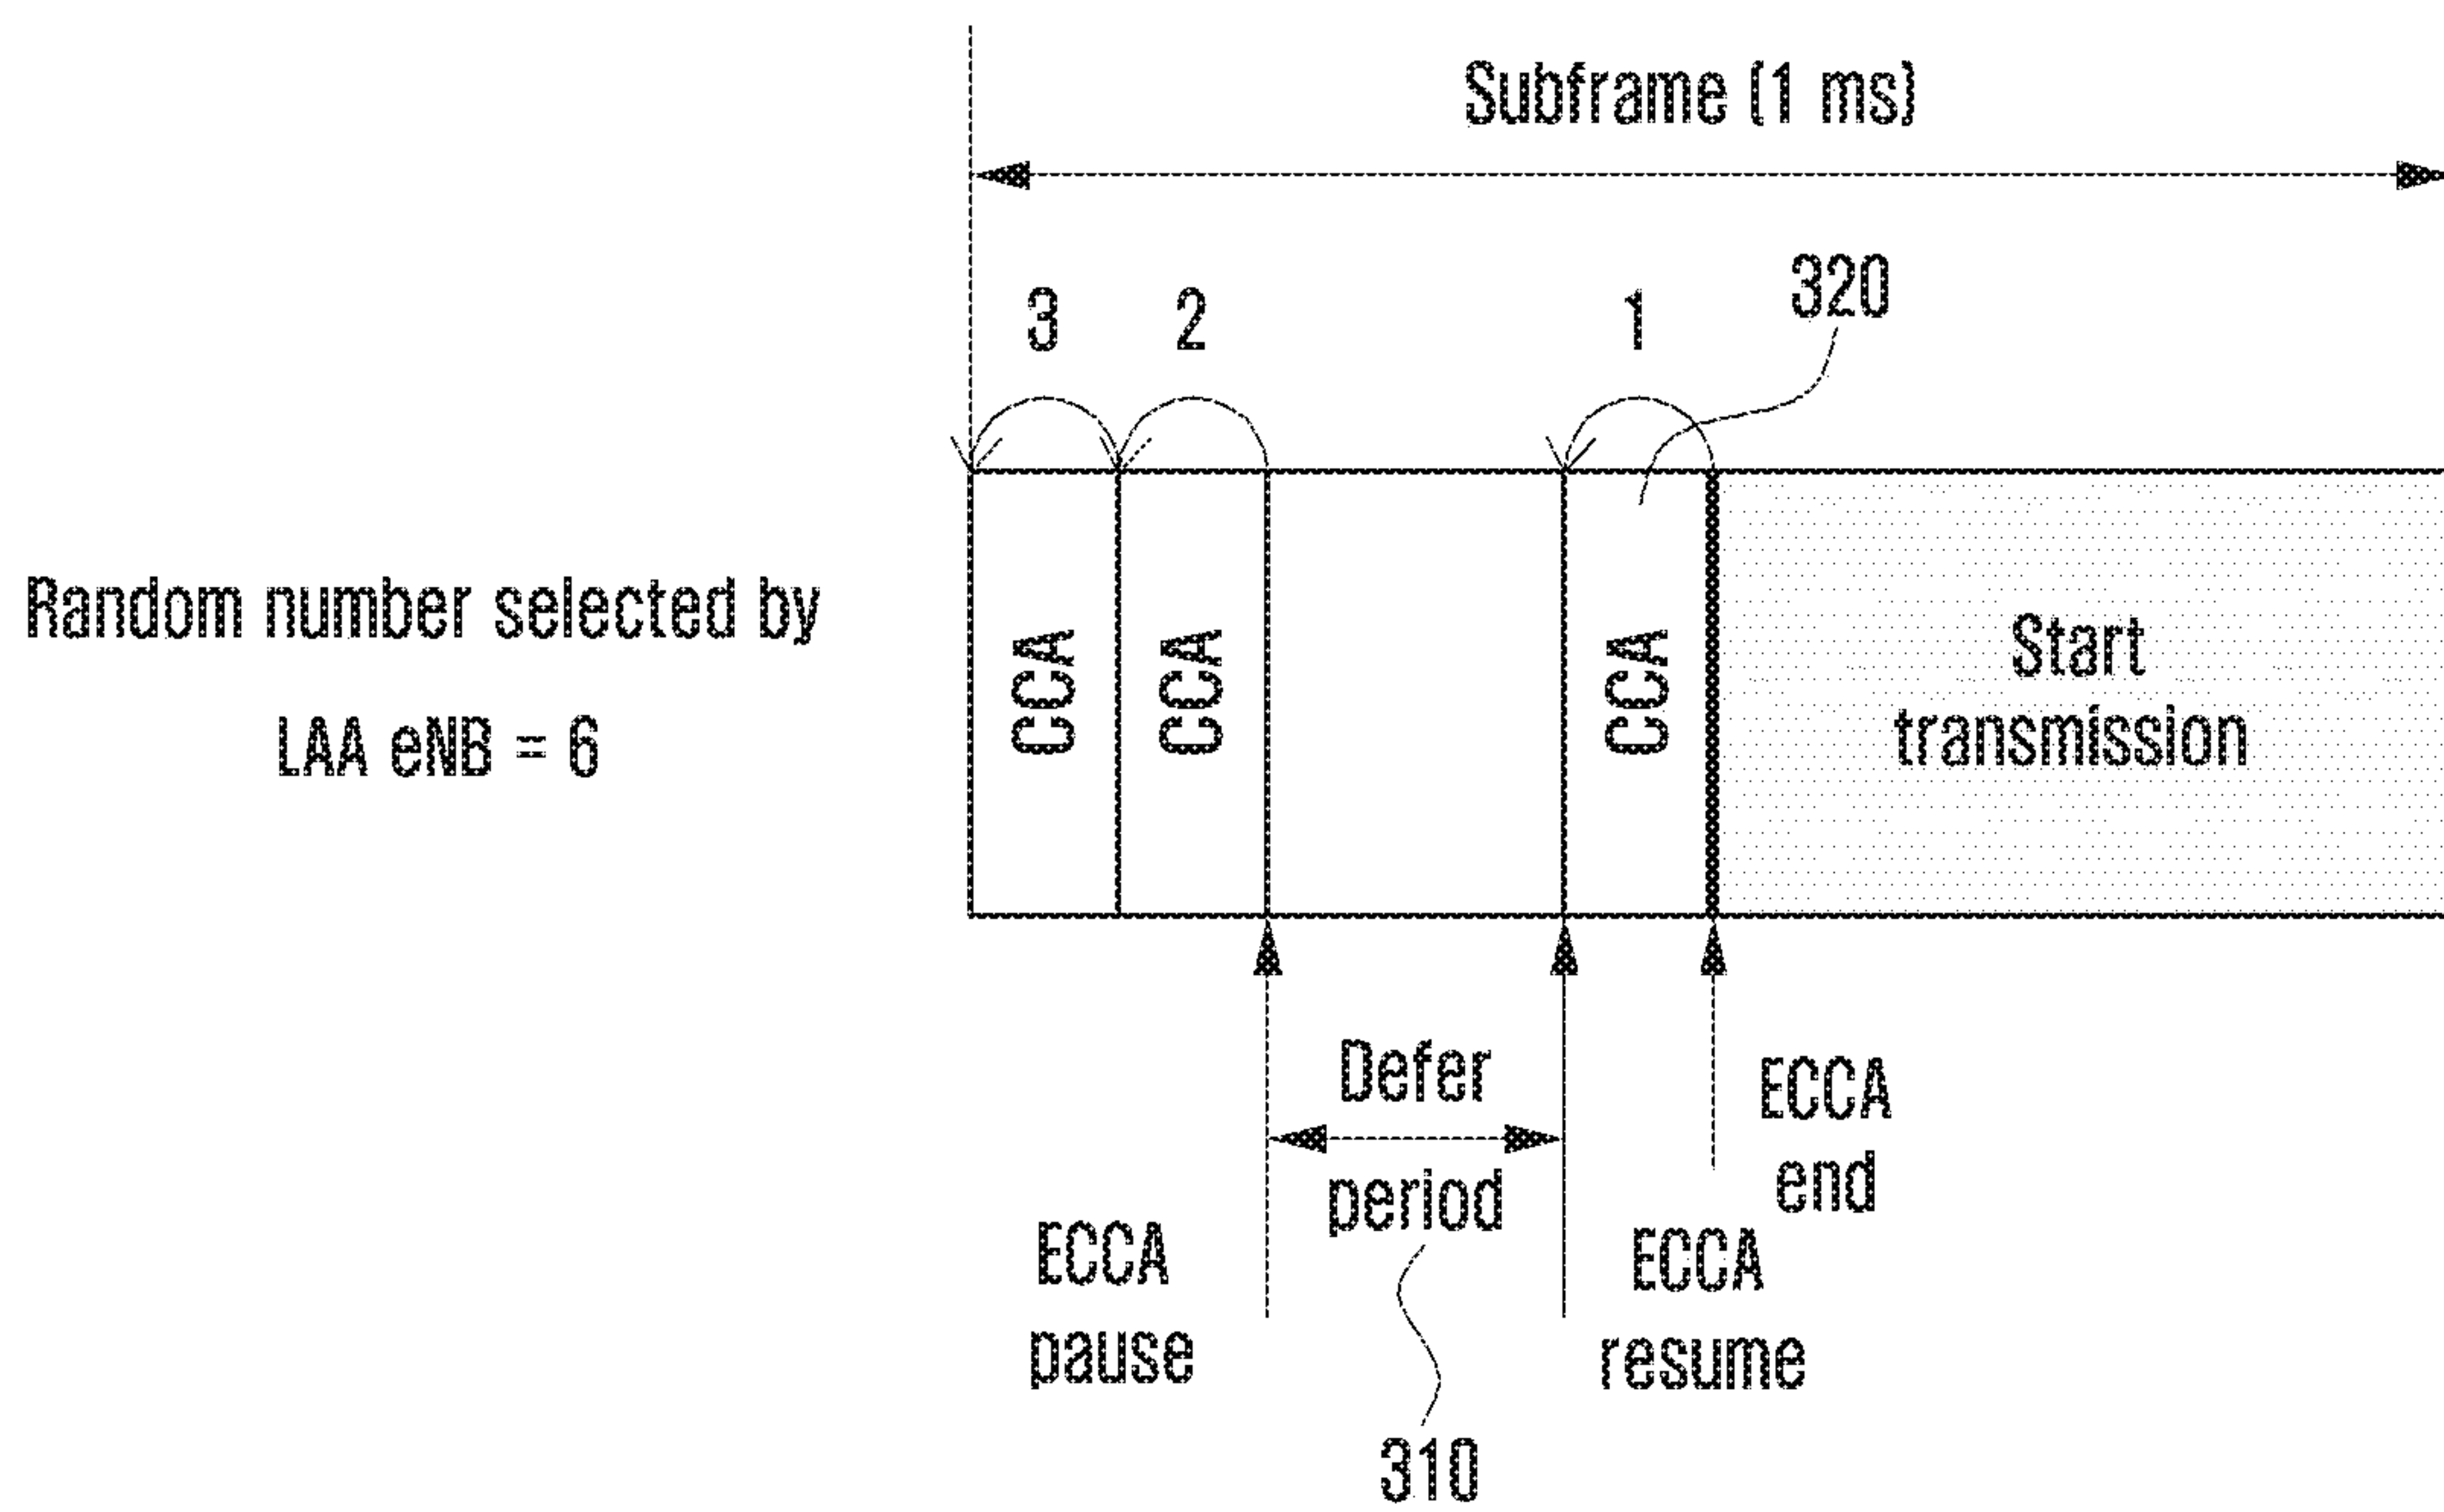 Subframe (1 ms)
3
2
1
320
Random number selected by
LAA eNB = 6
CCA
CCA
CCA
Start
transmission
Defer
period
ECCA
end
ECCA
pause
ECCA
resume
310